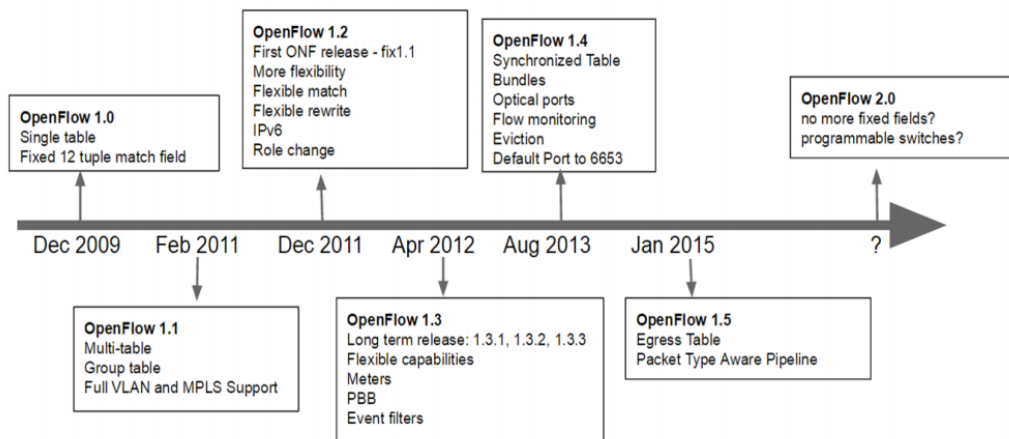 OpenFlow 1.0
Single table
Fixed 12 tuple match field
OpenFlow 1.2
First ONF release - fix1.1
More flexibility
Flexible match
Flexible rewrite
IPv6
Role change
OpenFlow 1.4
Synchronized Table
Bundles
Optical ports
Flow monitoring
Eviction
Default Port to 6653
OpenFlow 2.0
no more fixed fields?
programmable switches?
Dec 2009
Feb 2011
Dec 2011
Apr 2012
Aug 2013
Jan 2015
?
OpenFlow 1.1
Multi-table
Group table
Full VLAN and MPLS Support
OpenFlow 1.3
Long term release: 1.3.1, 1.3.2, 1.3.3
Flexible capabilities
Meters
PBB
Event filters
OpenFlow 1.5
Egress Table
Packet Type Aware Pipeline